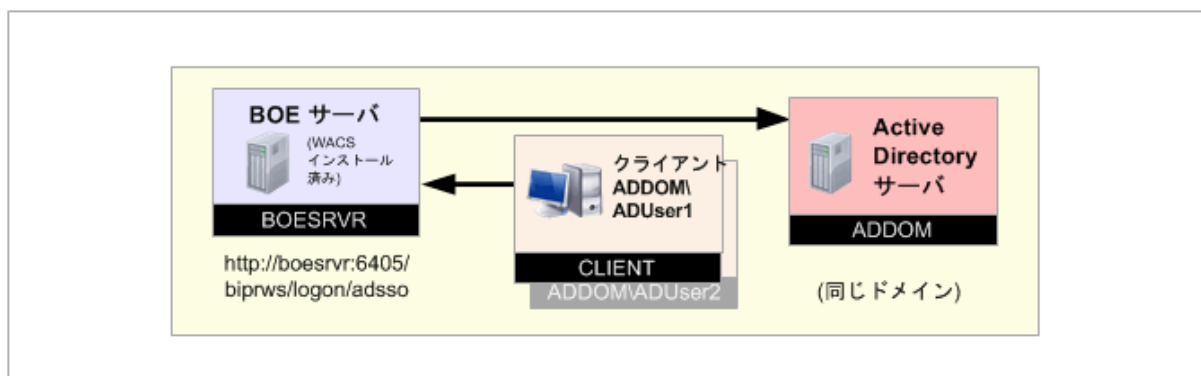 BOE サーバ
(WACS
インストール
済み)
BOESRVR
http://boesrvr:6405/
biprws/logon/adsso
クライアント
ADDOM\
ADUser1
CLIENT
ADDOM\ADUser2
Active
Directory
サーバ
ADDOM
(同じドメイン)